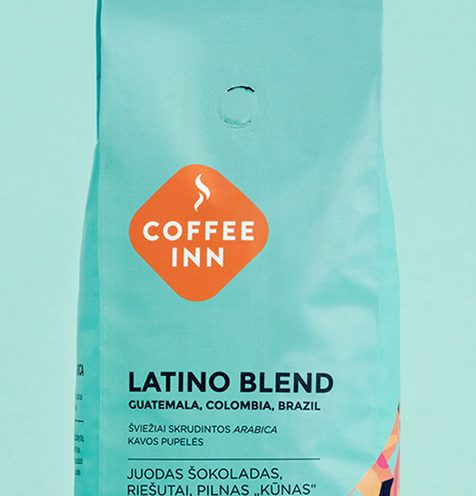 COFFEE
INN
LATINO BLEND
GUATEMALA, COLOMBIA, BRAZIL
ŠVIEŽIAI SKRUDINTOS ARABICA
KAVOS PUPELĖS
JUODAS ŠOKOLADAS,
RIEŠUTAI, PILNAS „KŪNAS“